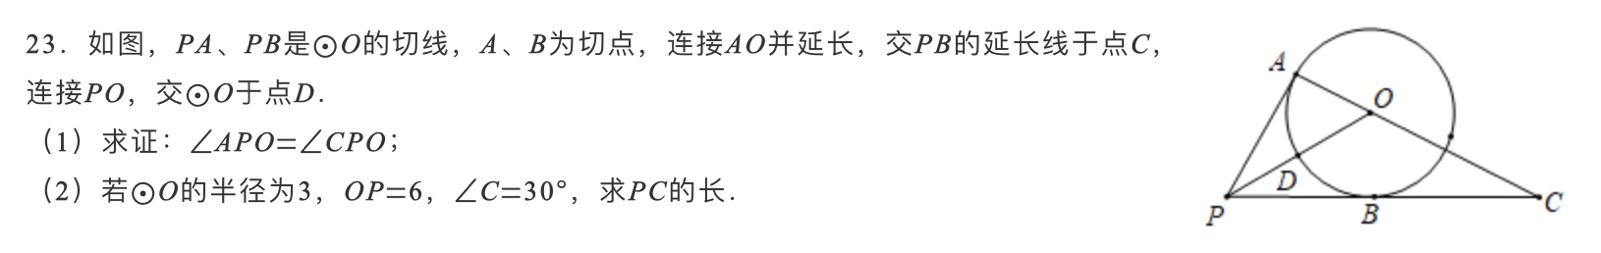 23．如图，PA、PB是⊙O的切线，A、B为切点，连接AO并延长，交PB的延长线于点C，
连接PO，交⊙O于点D．
（1）求证：∠APO=∠CPO；
（2）若⊙O的半径为3，OP=6，∠C=30°，求PC的长．
A
O
D
P
B
C